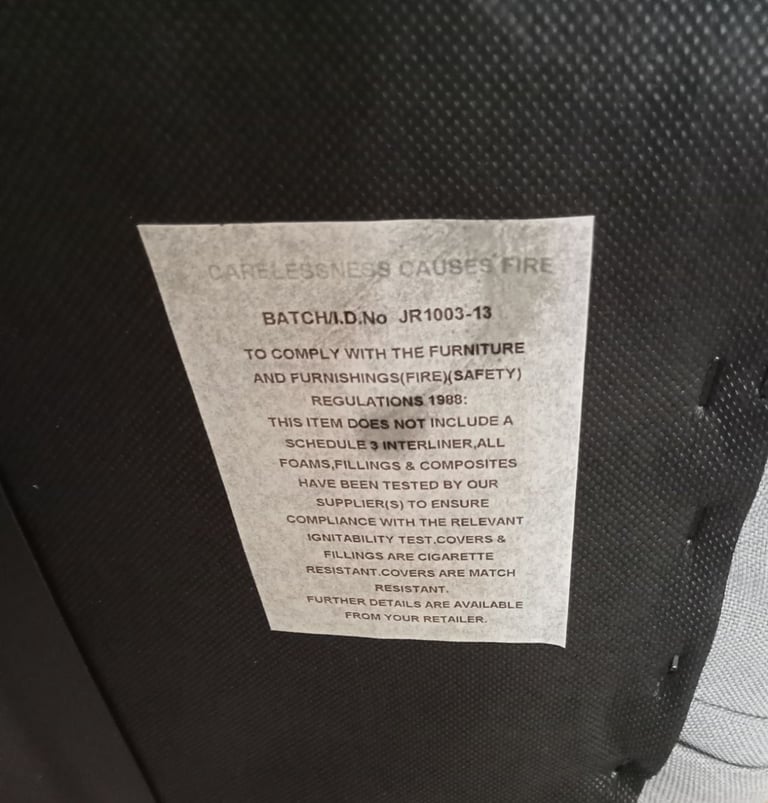 CARELESSNESS CAUSES FIRE
BATCH/I.D.No JR1003-13
TO COMPLY WITH THE FURNITURE
AND FURNISHINGS(FIRE)(SAFETY)
REGULATIONS 1988:
THIS ITEM DOES NOT INCLUDE A
SCHEDULE 3 INTERLINER,ALL
FOAMS,FILLINGS & COMPOSITES
HAVE BEEN TESTED BY OUR
SUPPLIER(S) TO ENSURE
COMPLIANCE WITH THE RELEVANT
IGNITABILITY TEST.COVERS &
FILLINGS ARE CIGARETTE
RESISTANT.COVERS ARE MATCH
RESISTANT.
FURTHER DETAILS ARE AVAILABLE
FROM YOUR RETAILER.